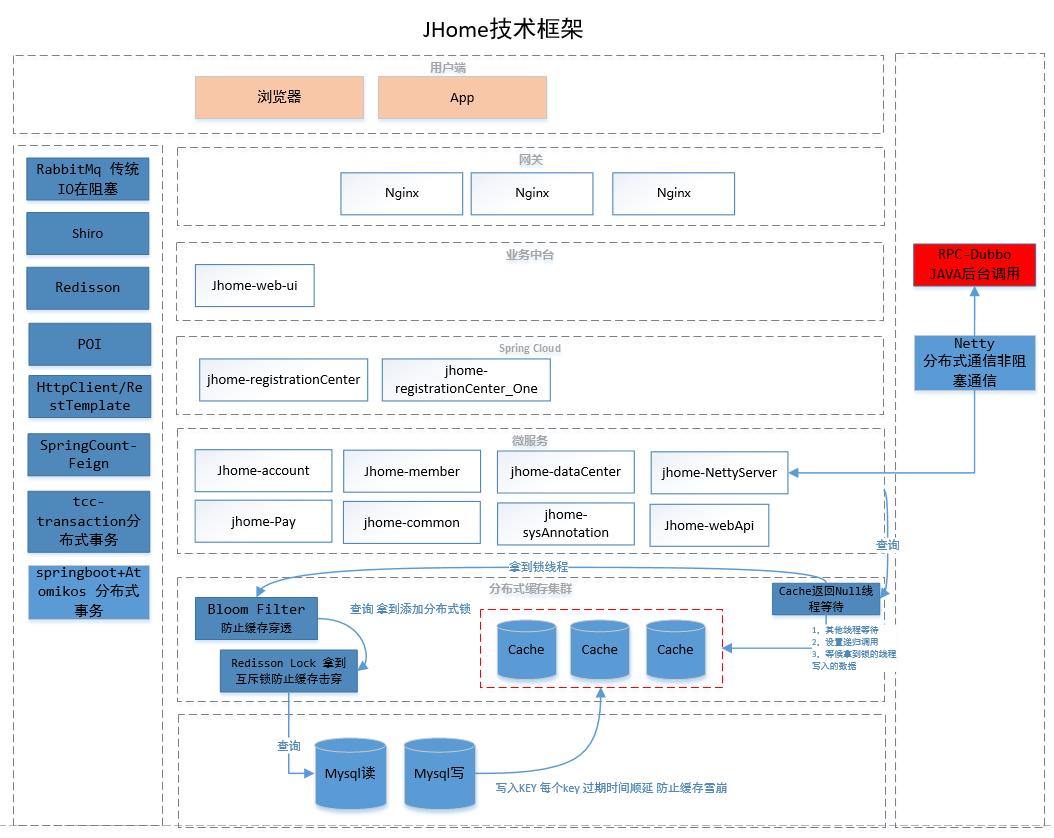 JHome技术框架
用户端
浏览器
App
RabbitMq 传统
IO在阻塞
Shiro
Redisson
POI
HttpClient/Re
stTemplate
SpringCount-
Feign
tcc-
transaction分
布式事务
springboot+At
omikos 分布式
事务
网关
Nginx
Nginx
Nginx
业务中台
Jhome-web-ui
Spring Cloud
jhome-registrationCenter
jhome-
registrationCenter_One
微服务
Jhome-account
Jhome-member
jhome-dataCenter
jhome-NettyServer
jhome-Pay
jhome-common
jhome-
sysAnnotation
Jhome-webApi
RPC-Dubbo
JAVA后台调用
Netty
分布式通信非阻
塞通信
查询
拿到锁线程
分布式缓存集群
Cache返回Null线
程等待
1，其他线程等待
2，设置递归调用
3，等候拿到锁的线程
写入的数据
Bloom Filter
防止缓存穿透
查询 拿到添加分布式锁
Redisson Lock 拿到
互斥锁防止缓存击穿
Cache
Cache
Cache
查询
Mysql读
Mysql写
写入KEY 每个key 过期时间顺延 防止缓存雪崩